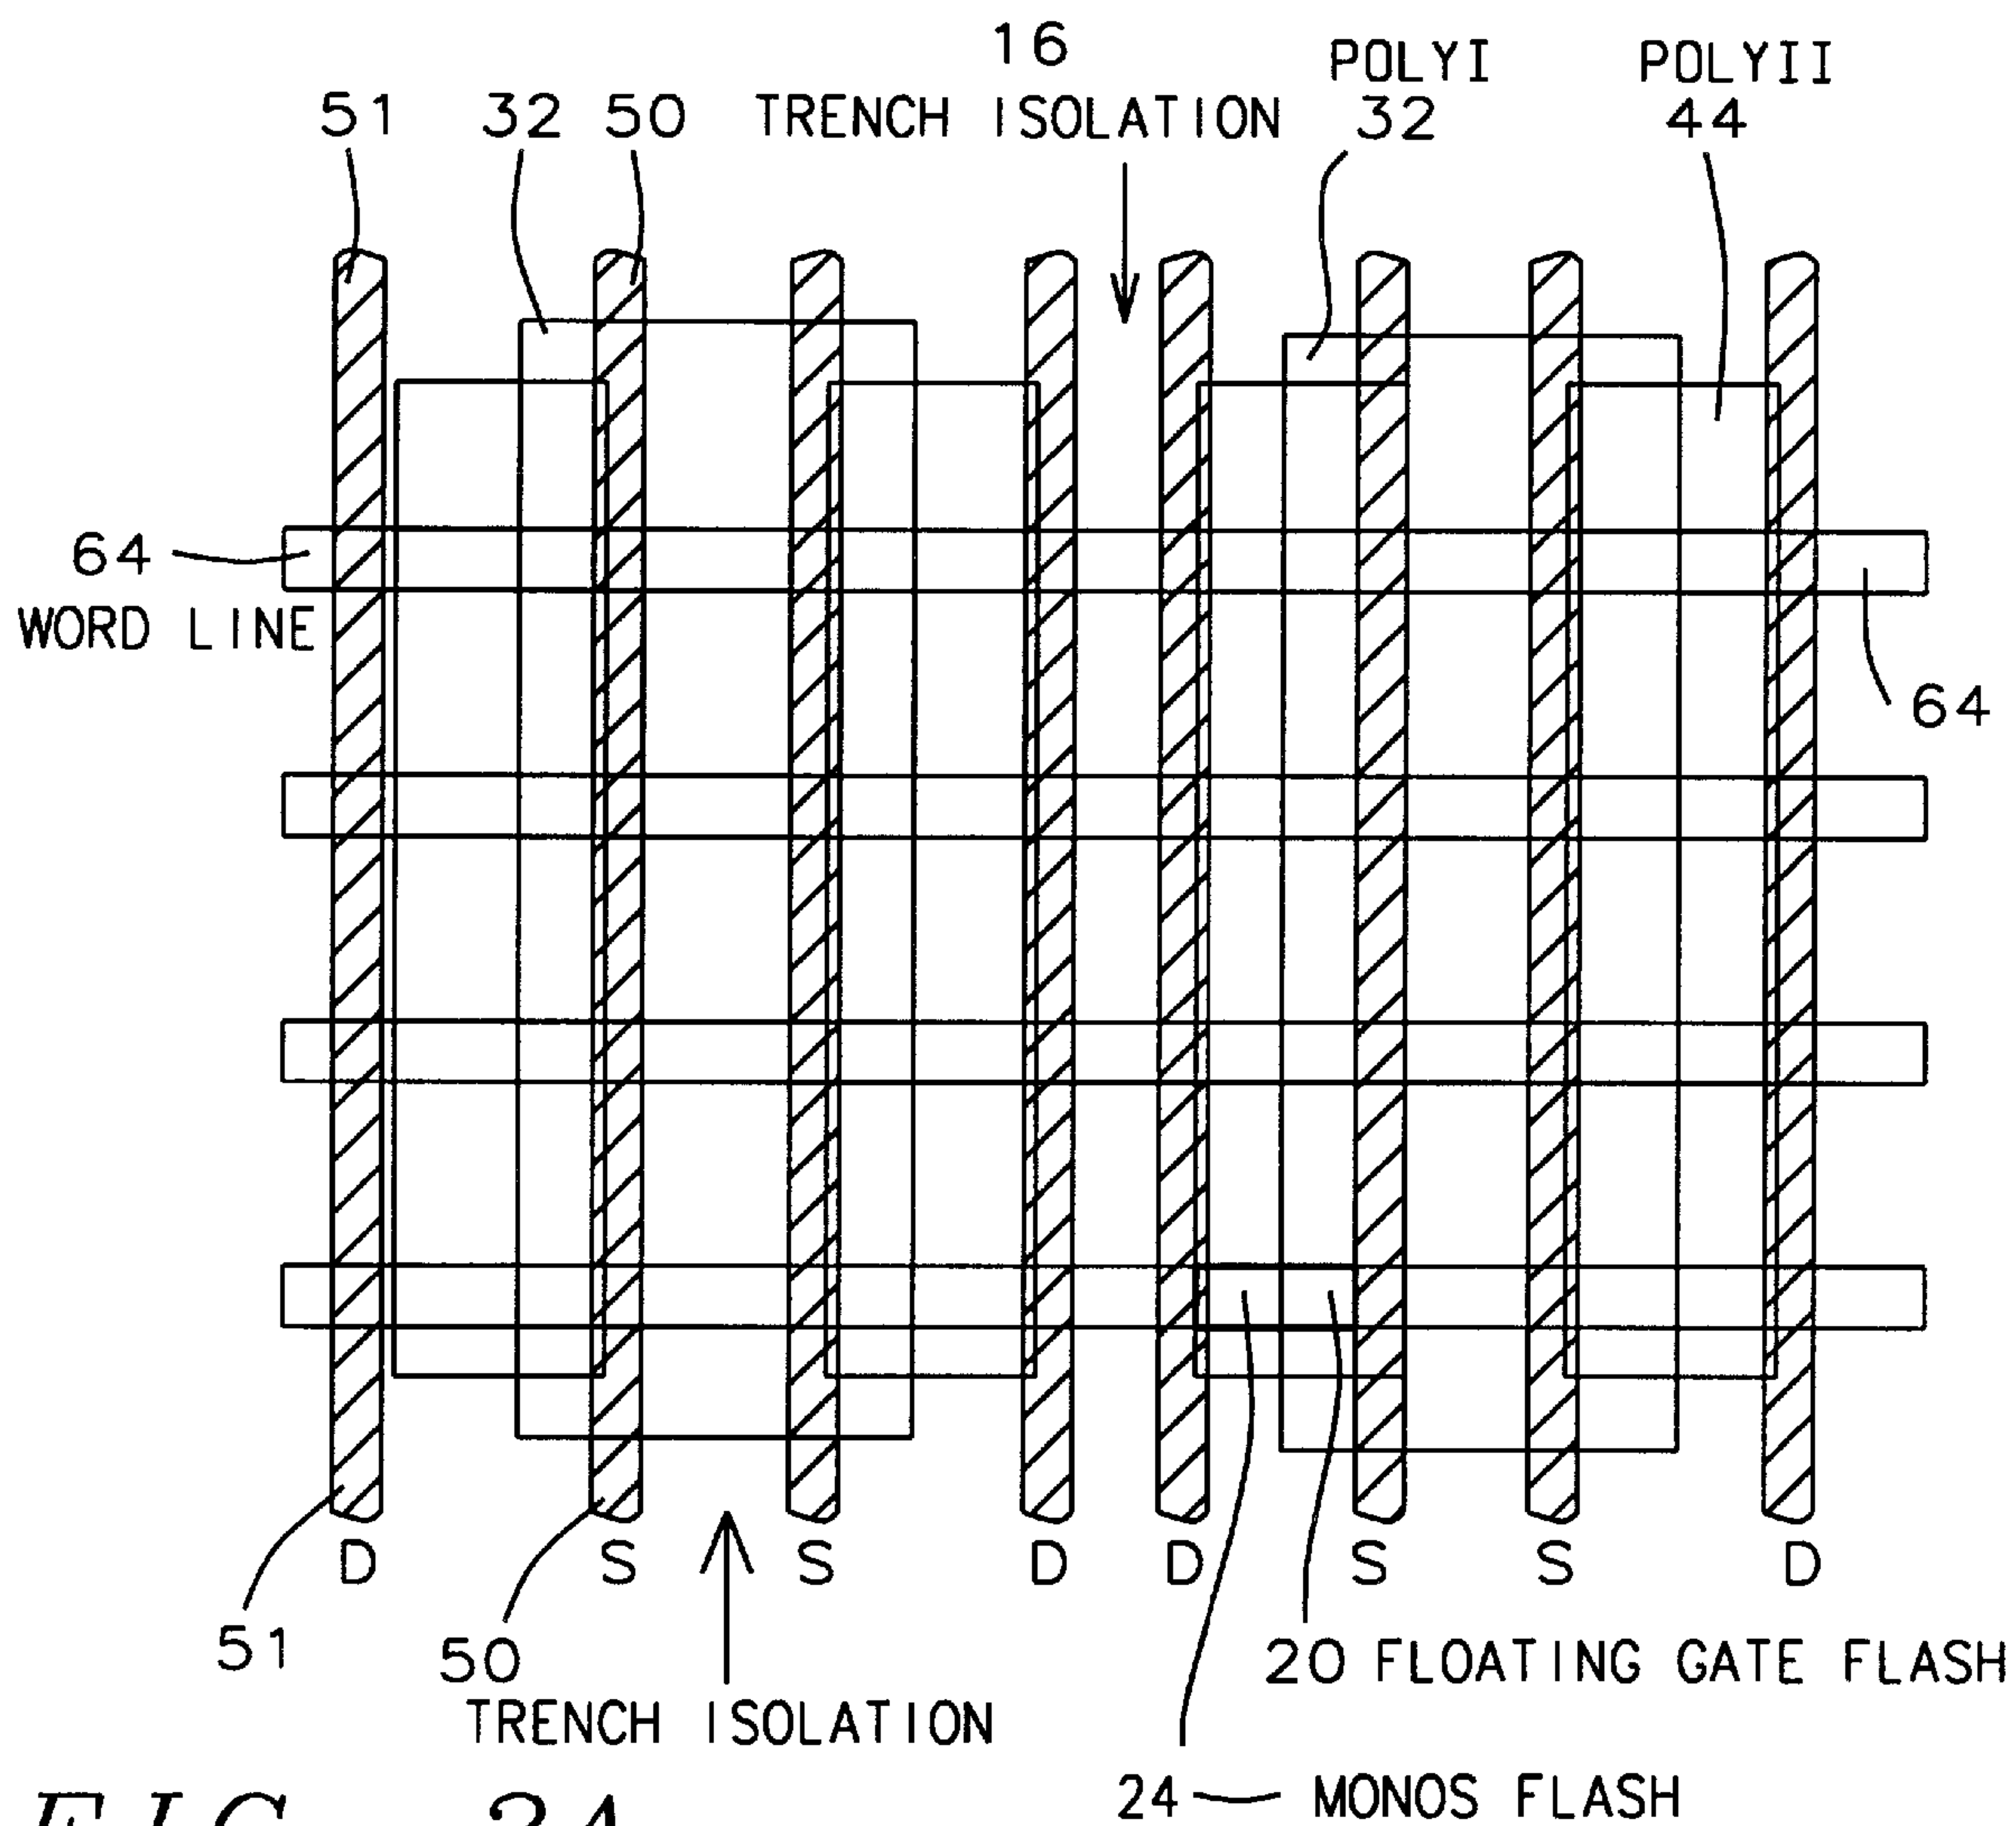 16
POLYI POLYII
51 32 50 TRENCH ISOLATION 32 44
64
WORD LINE
64
D S S D D S S D
51 50 20 FLOATING GATE FLASH
TRENCH ISOLATION
24 MONOS FLASH